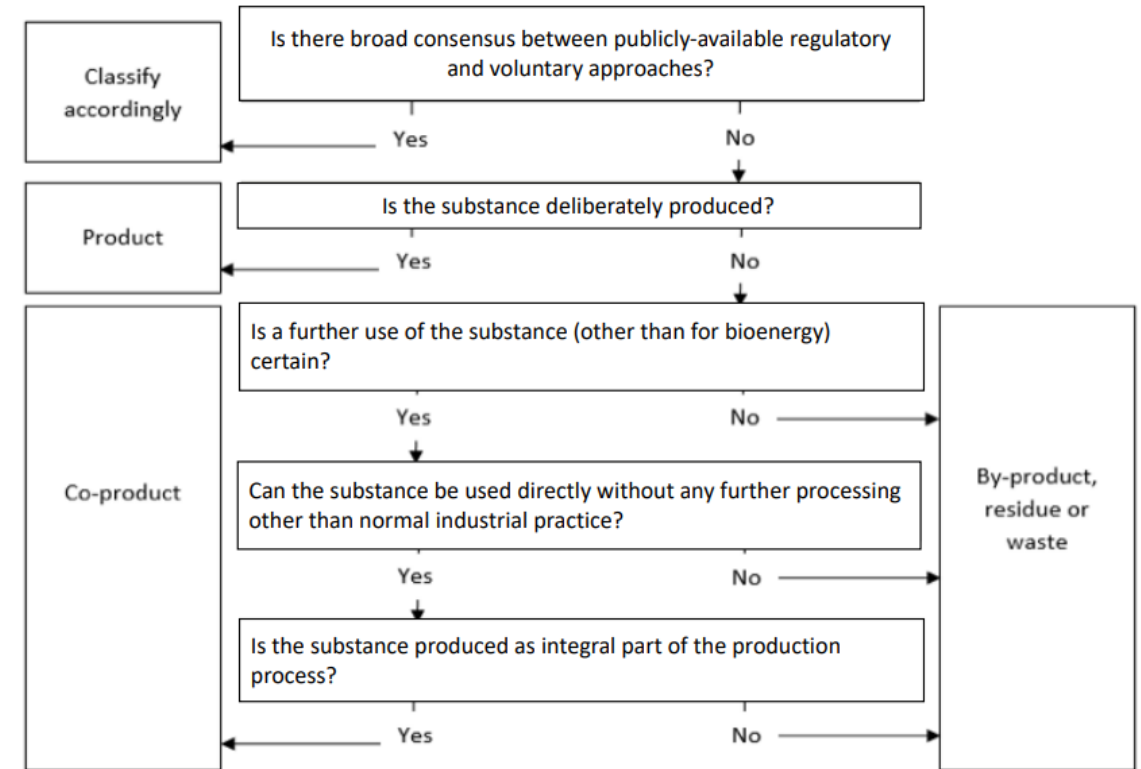 Is there broad consensus between publicly-available regulatory
and voluntary approaches?
Classify
accordingly
Yes
No
Is the substance deliberately produced?
Product
Yes
No
Is a further use of the substance (other than for bioenergy)
certain?
Yes
No
Co-product
Can the substance be used directly without any further processing
other than normal industrial practice?
By-product,
residue or
waste
Yes
No
Is the substance produced as integral part of the production
process?
Yes
No